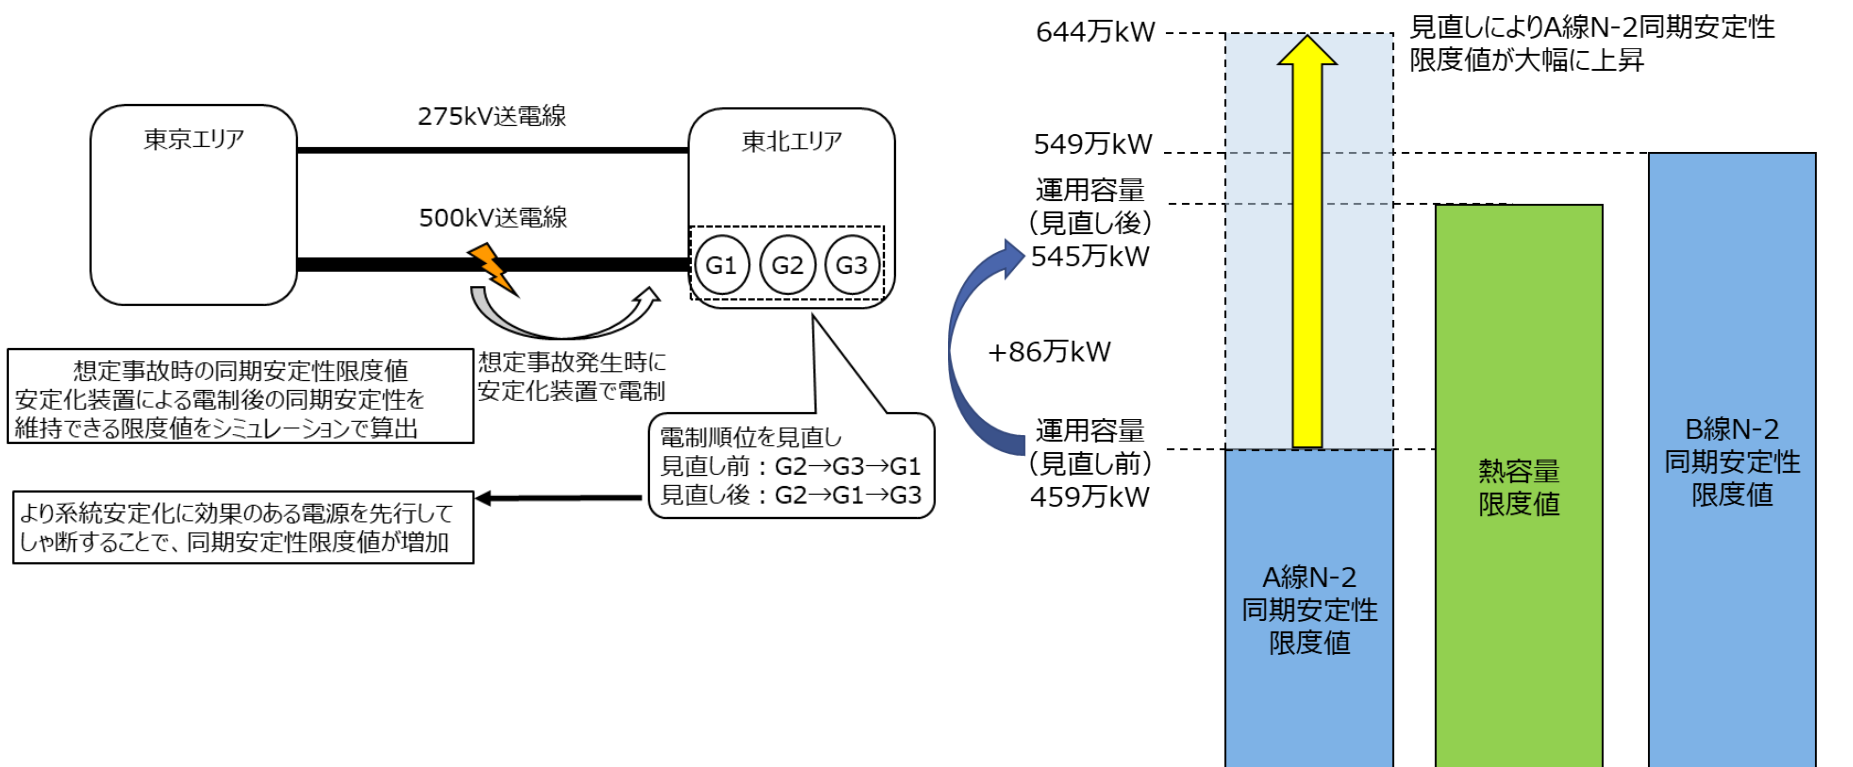 東京エリア
275kV送電線
500kV送電線
東北エリア
G1
G2
G3
想定事故時の同期安定性限度値
安定化装置による電制後の同期安定性を
維持できる限度値をシミュレーションで算出
想定事故発生時に
安定化装置で電制
電制順位を見直し
見直し前：G2→G3→G1
見直し後：G2→G1→G3
より系統安定化に効果のある電源を先行して
しゃ断することで、同期安定性限度値が増加
644万kW
見直しによりA線N-2同期安定性
限度値が大幅に上昇
549万kW
運用容量
（見直し後）
545万kW
+86万kW
運用容量
（見直し前）
459万kW
A線N-2
同期安定性
限度値
熱容量
限度値
B線N-2
同期安定性
限度値